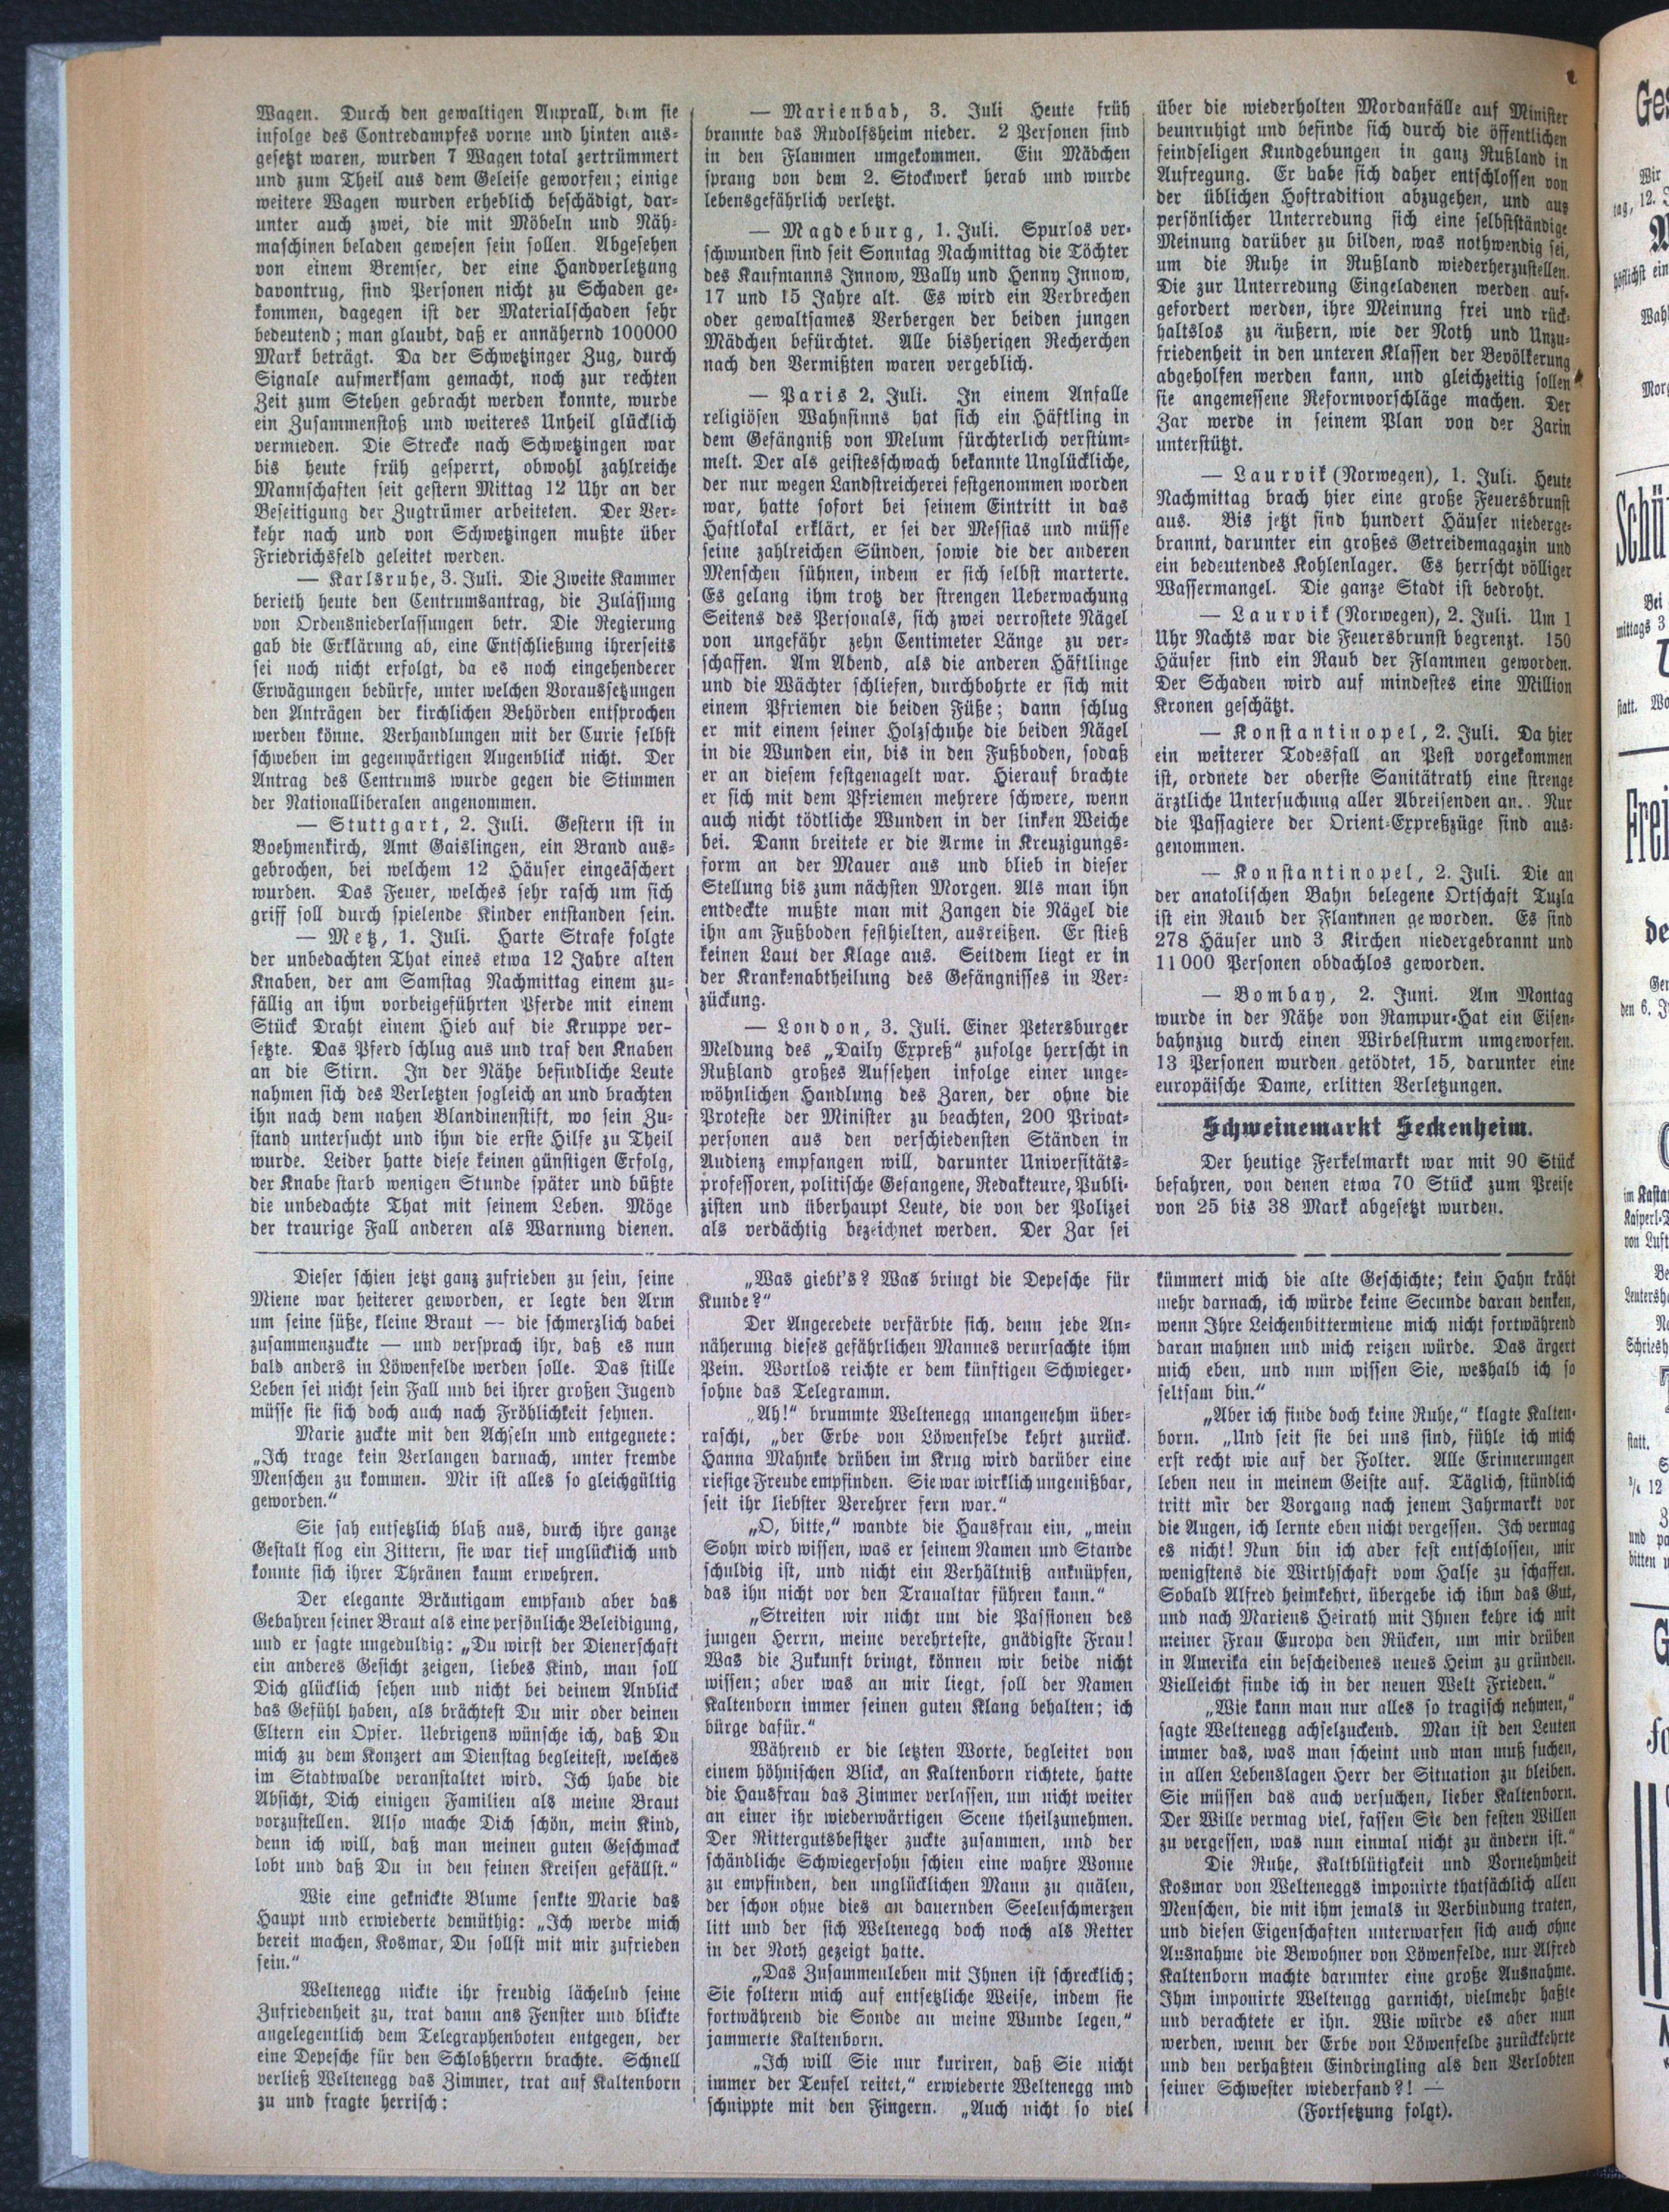 Wagen. Durch den gewaltigen Anprall, dem sie
infolge des Contredampfes vorne und hinten aus-
gesetzt waren, wurden 7 Wagen total zertrümmert
und zum Theil aus dem Geleise geworfen; einige
weitere Wagen wurden erheblich beschädigt, dar-
unter auch zwei, die mit Möbeln und Näh-
maschinen beladen gewesen sein sollen. Abgesehen
von einem Bremser, der eine Handverletzung
davontrug, sind Personen nicht zu Schaden ge-
kommen, dagegen ist der Materialschaden sehr
bedeutend; man glaubt, daß er annähernd 100000
Mark beträgt. Da der Schwetzinger Zug, durch
Signale aufmerksam gemacht, noch zur rechten
Zeit zum Stehen gebracht werden konnte, wurde
ein Zusammenstoß und weiteres Unheil glücklich
vermieden. Die Strecke nach Schwetzingen war
bis heute früh gesperrt, obwohl zahlreiche
Mannschaften seit gestern Mittag 12 Uhr an der
Beseitigung der Zugtrümer arbeiteten. Der Ver-
kehr nach und von Schwetzingen mußte über
Friedrichsfeld geleitet werden.
— Karlsruhe, 3. Juli. Die Zweite Kammer
berieth heute den Centrumsantrag, die Zulassung
von Ordensniederlassungen betr. Die Regierung
gab die Erklärung ab, eine Entschließung ihrerseits
sei noch nicht erfolgt, da es noch eingehenderer
Erwägungen bedürfe, unter welchen Voraussetzungen
den Anträgen der kirchlichen Behörden entsprochen
werden könne. Verhandlungen mit der Curie selbst
schweben im gegenwärtigen Augenblick nicht. Der
Antrag des Centrums wurde gegen die Stimmen
der Nationalliberalen angenommen.
— Stuttgart, 2. Juli. Gestern ist in
Boehmenkirch, Amt Gaislingen, ein Brand aus-
gebrochen, bei welchem 12 Häuser eingeäschert
wurden. Das Feuer, welches sehr rasch um sich
griff soll durch spielende Kinder entstanden sein.
— Metz, 1. Juli. Harte Strafe folgte
der unbedachten That eines etwa 12 Jahre alten
Knaben, der am Samstag Nachmittag einem zu-
fällig an ihm vorbeigeführten Pferde mit einem
Stück Draht einem Hieb auf die Kruppe ver-
setzte. Das Pferd schlug aus und traf den Knaben
an die Stirn. In der Nähe befindliche Leute
nahmen sich des Verletzten sogleich an und brachten
ihn nach dem nahen Blandinenstift, wo sein Zu-
stand untersucht und ihm die erste Hilfe zu Theil
wurde. Leider hatte diese keinen günstigen Erfolg,
der Knabe starb wenigen Stunde später und büßte
die unbedachte That mit seinem Leben. Möge
der traurige Fall anderen als Warnung dienen.
— Marienbad, 3. Juli Heute früh
brannte das Rudolfsheim nieder. 2 Personen sind
in den Flammen umgekommen. Ein Mädchen
sprang von dem 2. Stockwerk herab und wurde
lebensgefährlich verletzt.
— Magdeburg, 1. Juli. Spurlos ver-
schwunden sind seit Sonntag Nachmittag die Töchter
des Kaufmanns Innow, Wally und Henny Innow,
17 und 15 Jahre alt. Es wird ein Verbrechen
oder gewaltsames Verbergen der beiden jungen
Mädchen befürchtet. Alle bisherigen Recherchen
nach den Vermißten waren vergeblich.
— Paris 2. Juli. In einem Anfalle
religiösen Wahnsinns hat sich ein Häftling in
dem Gefängniß von Melum fürchterlich verstüm-
melt. Der als geistesschwach bekannte Unglückliche,
der nur wegen Landstreicherei festgenommen worden
war, hatte sofort bei seinem Eintritt in das
Haftlokal erklärt, er sei der Messias und müsse
seine zahlreichen Sünden, sowie die der anderen
Menschen sühnen, indem er sich selbst marterte.
Es gelang ihm trotz der strengen Ueberwachung
Seitens des Personals, sich zwei verrostete Nägel
von ungefähr zehn Centimeter Länge zu ver-
schaffen. Am Abend, als die anderen Häftlinge
und die Wächter schliefen, durchbohrte er sich mit
einem Pfriemen die beiden Füße; dann schlug
er mit einem seiner Holzschuhe die beiden Nägel
in die Wunden ein, bis in den Fußboden, sodaß
er an diesem festgenagelt war. Hierauf brachte
er sich mit dem Pfriemen mehrere schwere, wenn
auch nicht tödtliche Wunden in der linken Weiche
bei. Dann breitete er die Arme in Kreuzigungs-
form an der Mauer aus und blieb in dieser
Stellung bis zum nächsten Morgen. Als man ihn
entdeckte mußte man mit Zangen die Nägel die
ihn am Fußboden festhielten, ausreißen. Er stieß
keinen Laut der Klage aus. Seitdem liegt er in
der Krankenabtheilung des Gefängnisses in Ver-
zückung.
— London, 3. Juli. Einer Petersburger
Meldung des „Daily Expreß“ zufolge herrscht in
Rußland großes Aufsehen infolge einer unge-
wöhnlichen Handlung des Zaren, der ohne die
Proteste der Minister zu beachten, 200 Privat-
personen aus den verschiedensten Ständen in
Audienz empfangen will, darunter Universitäts-
professoren, politische Gefangene, Redakteure, Publi-
zisten und überhaupt Leute, die von der Polizei
als verdächtig bezeichnet werden. Der Zar sei
über die wiederholten Mordanfälle auf Minister
beunruhigt und befinde sich durch die öffentlichen
feindseligen Kundgebungen in ganz Rußland in
Aufregung. Er habe sich daher entschlossen von
der üblichen Hoftradition abzugehen, und aus
persönlicher Unterredung sich eine selbstständige
Meinung darüber zu bilden, was nothwendig sei,
um die Ruhe in Rußland wiederherzustellen.
Die zur Unterredung Eingeladenen werden auf-
gefordert werden, ihre Meinung frei und rück-
haltslos zu äußern, wie der Noth und Unzu-
friedenheit in den unteren Klassen der Bevölkerung
abgeholfen werden kann, und gleichzeitig sollen
sie angemessene Reformvorschläge machen. Der
Zar werde in seinem Plan von der Zarin
unterstützt.
— Laurvik (Norwegen), 1. Juli. Heute
Nachmittag brach hier eine große Feuersbrunst
aus. Bis jetzt sind hundert Häuser niederge-
brannt, darunter ein großes Getreidemagazin und
ein bedeutendes Kohlenlager. Es herrscht völliger
Wassermangel. Die ganze Stadt ist bedroht.
— Laurvik (Norwegen), 2. Juli. Um 1
Uhr Nachts war die Feuersbrunst begrenzt. 150
Häuser sind ein Raub der Flammen geworden.
Der Schaden wird auf mindestes eine Million
Kronen geschätzt.
— Konstantinopel, 2. Juli. Da hier
ein weiterer Todesfall an Pest vorgekommen
ist, ordnete der oberste Sanitätrath eine strenge
ärztliche Untersuchung aller Abreisenden an.. Nur
die Passagiere der Orient-Expreßzüge sind aus-
genommen.
— Konstantinopel, 2. Juli. Die an
der anatolischen Bahn belegene Ortschaft Tuzla
ist ein Raub der Flammen geworden. Es sind
278 Häuser und 3 Kirchen niedergebrannt und
11000 Personen obdachlos geworden.
— Bombay, 2. Juni. Am Montag
wurde in der Nähe von Rampur-Hat ein Eisen-
bahnzug durch einen Wirbelsturm umgeworfen.
13 Personen wurden getödtet, 15, darunter eine
europäische Dame, erlitten Verletzungen.
Schweinemarkt Seckenheim.
Der heutige Ferkelmarkt war mit 90 Stück
befahren, von denen etwa 70 Stück zum Preise
von 25 bis 38 Mark abgesetzt wurden.
Dieser schien jetzt ganz zufrieden zu sein, seine
Miene war heiterer geworden, er legte den Arm
um seine süße, kleine Braut — die schmerzlich dabei
zusammenzuckte — und versprach ihr, daß es nun
bald anders in Löwenfelde werden solle. Das stille
Leben sei nicht sein Fall und bei ihrer großen Jugend
müsse sie sich doch auch nach Fröhlichkeit sehnen.
Marie zuckte mit den Achseln und entgegnete:
„Ich trage kein Verlangen darnach, unter fremde
Menschen zu kommen. Mir ist alles so gleichgültig
geworden.“
Sie sah entsetzlich blaß aus, durch ihre ganze
Gestalt flog ein Zittern, sie war tief unglücklich und
konnte sich ihrer Thränen kaum erwehren.
Der elegante Bräutigam empfand aber das
Gebahren seiner Braut als eine persönliche Beleidigung,
und er sagte ungeduldig: „Du wirst der Dienerschaft
ein anderes Gesicht zeigen, liebes Kind, man soll
Dich glücklich sehen und nicht bei deinem Anblick
das Gefühl haben, als brächtest Du mir oder deinen
Eltern ein Opfer. Uebrigens wünsche ich, daß Du
mich zu dem Konzert am Dienstag begleitest, welches
im Stadtwalde veranstaltet wird. Ich habe die
Absicht, Dich einigen Familien als meine Braut
vorzustellen. Also mache Dich schön, mein Kind,
denn ich will, daß man meinen guten Geschmack
lobt und daß Du in den feinen Kreisen gefällst.“
Wie eine geknickte Blume senkte Marie das
Haupt und erwiederte demüthig: „Ich werde mich
bereit machen, Kosmar, Du sollst mit mir zufrieden
sein.“
Weltenegg nickte ihr freudig lächelnd seine
Zufriedenheit zu, trat dann ans Fenster und blickte
angelegentlich dem Telegraphenboten entgegen, der
eine Depesche für den Schloßherrn brachte. Schnell
verließ Weltenegg das Zimmer, trat auf Kaltenborn
zu und fragte herrisch:
„Was giebt's? Was bringt die Depesche für
Kunde?“
Der Angeredete verfärbte sich, denn jede An-
näherung dieses gefährlichen Mannes verursachte ihm
Pein. Wortlos reichte er dem künftigen Schwieger-
sohne das Telegramm.
„Ah!“ brummte Weltenegg unangenehm über-
rascht, „der Erbe von Löwenfelde kehrt zurück.
Hanna Mahnke drüben im Krug wird darüber eine
riesige Freude empfinden. Sie war wirklich ungenißbar,
seit ihr liebster Verehrer fern war.“
„O, bitte,“ wandte die Hausfrau ein, „mein
Sohn wird wissen, was er seinem Namen und Stande
schuldig ist, und nicht ein Verhältniß anknüpfen,
das ihn nicht vor den Traualtar führen kann.“
„Streiten wir nicht um die Passionen des
jungen Herrn, meine verehrteste, gnädigste Frau!
Was die Zukunft bringt, können wir beide nicht
wissen; aber was an mir liegt, soll der Namen
Kaltenborn immer seinen guten Klang behalten; ich
bürge dafür.“
Während er die letzten Worte, begleitet von
einem höhnischen Blick, an Kaltenborn richtete, hatte
die Hausfrau das Zimmer verlassen, um nicht weiter
an einer ihr wiederwärtigen Scene theilzunehmen.
Der Rittergutsbesitzer zuckte zusammen, und der
schändliche Schwiegersohn schien eine wahre Wonne
zu empfinden, den unglücklichen Mann zu quälen,
der schon ohne dies an dauernden Seelenschmerzen
litt und der sich Weltenegg doch noch als Retter
in der Noth gezeigt hatte.
„Das Zusammenleben mit Ihnen ist schrecklich;
Sie foltern mich auf entsetzliche Weise, indem sie
fortwährend die Sonde an meine Wunde legen,“
jammerte Kaltenborn.
„Ich will Sie nur kuriren, daß Sie nicht
immer der Teufel reitet,“ erwiederte Weltenegg und
schnippte mit den Fingern. „Auch nicht so viel
kümmert mich die alte Geschichte; kein Hahn kräht
mehr darnach, ich würde keine Secunde daran denken,
wenn Ihre Leichenbittermiene mich nicht fortwährend
daran mahnen und mich reizen würde. Das ärgert
mich eben, und nun wissen Sie, weshalb ich so
seltsam bin.“
„Aber ich finde doch keine Ruhe,“ klagte Kalten-
born. „Und seit sie bei uns sind, fühle ich mich
erst recht wie auf der Folter. Alle Erinnerungen
leben neu in meinem Geiste auf. Täglich, stündlich
tritt mir der Vorgang nach jenem Jahrmarkt vor
die Augen, ich lernte eben nicht vergessen. Ich vermag
es nicht! Nun bin ich aber fest entschlossen, mir
wenigstens die Wirthschaft vom Halse zu schaffen.
Sobald Alfred heimkehrt, übergebe ich ihm das Gut,
und nach Mariens Heirath mit Ihnen kehre ich mit
meiner Frau Europa den Rücken, um mir drüben
in Amerika ein bescheidenes neues Heim zu gründen.
Vielleicht finde ich in der neuen Welt Frieden.“
„Wie kann man nur alles so tragisch nehmen,“
sagte Weltenegg achselzuckend. Man ist den Leuten
immer das, was man scheint und man muß suchen,
in allen Lebenslagen Herr der Situation zu bleiben.
Sie müssen das auch versuchen, lieber Kaltenborn.
Der Wille vermag viel, fassen Sie den festen Willen
zu vergessen, was nun einmal nicht zu ändern ist.“
Die Ruhe, Kaltblütigkeit und Vornehmheit
Kosmar von Welteneggs imponirte thatsächlich allen
Menschen, die mit ihm jemals in Verbindung traten,
und diesen Eigenschaften unterwarfen sich auch ohne
Ausnahme die Bewohner von Löwenfelde, nur Alfred
Kaltenborn machte darunter eine große Ausnahme.
Ihm imponirte Weltengg garnicht, vielmehr haßte
und verachtete er ihn. Wie würde es aber nun
werden, wenn der Erbe von Löwenfelde zurückkehrte
und den verhaßten Eindringling als den Verlobten
seiner Schwester wiederfand?! —
(Fortsetzung folgt).